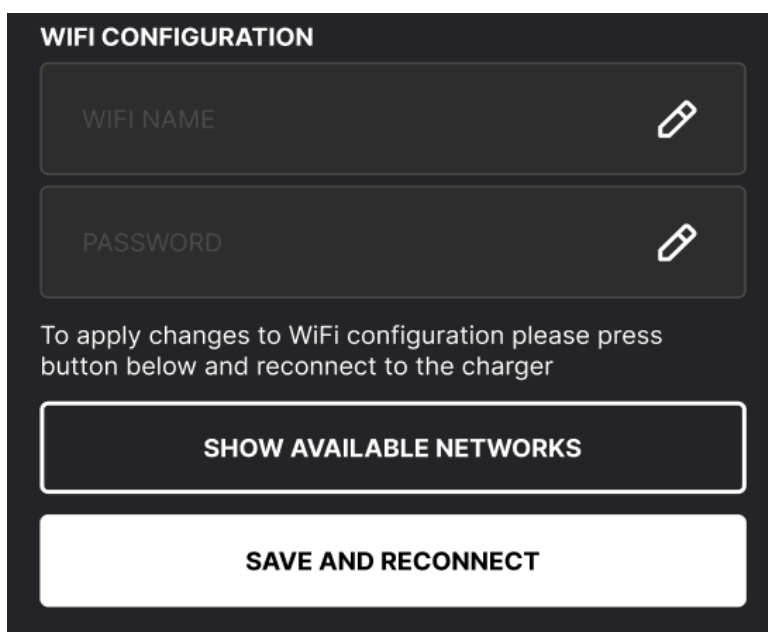 WIFI CONFIGURATION
WIFI NAME
PASSWORD
To apply changes to WiFi configuration please press
button below and reconnect to the charger
SHOW AVAILABLE NETWORKS
SAVE AND RECONNECT